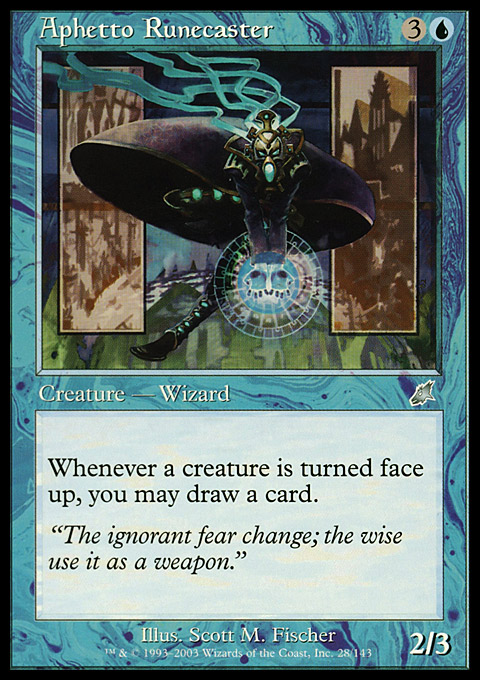 Aphetto Runecaster 3
Creature — Wizard
Whenever a creature is turned face
up, you may draw a card.
“The ignorant fear change; the wise
use it as a weapon.”
Illus. Scott M. Fischer
™ & © 1993-2003 Wizards of the Coast, Inc. 28/143
2/3